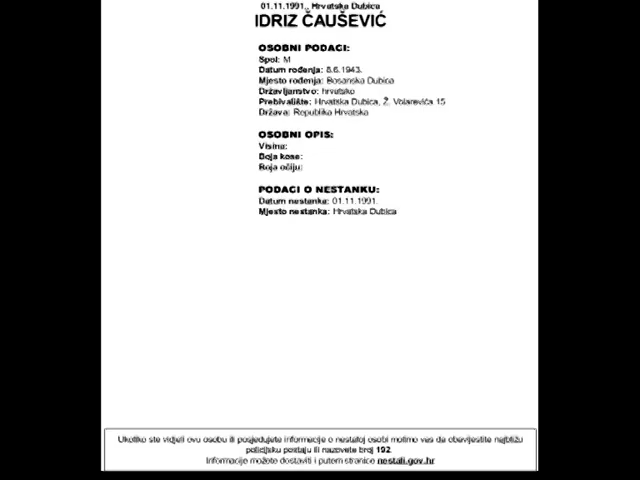 01.11.1991., Hrvatska Dubica
IDRIZ ČAUŠEVIĆ
OSOBNI PODACI:
Spol: M
Datum rođenja: 8.6.1943.
Mjesto rođenja: Bosanska Dubica
Državljanstvo: hrvatsko
Prebivalište: Hrvatska Dubica, Ž. Volarevića 15
Država: Republika Hrvatska
OSOBNI OPIS:
Visina:
Boja kose:
Boja očiju:
PODACI O NESTANKU:
Datum nestanka: 01.11.1991.
Mjesto nestanka: Hrvatska Dubica
Ukoliko ste vidjeli ovu osobu ili posjedujete informacije o nestaloj osobi molimo vas da obavijestite najbližu
policijsku postaju ili nazovete broj 192.
Informacije možete dostaviti i putem stranice nestali.gov.hr